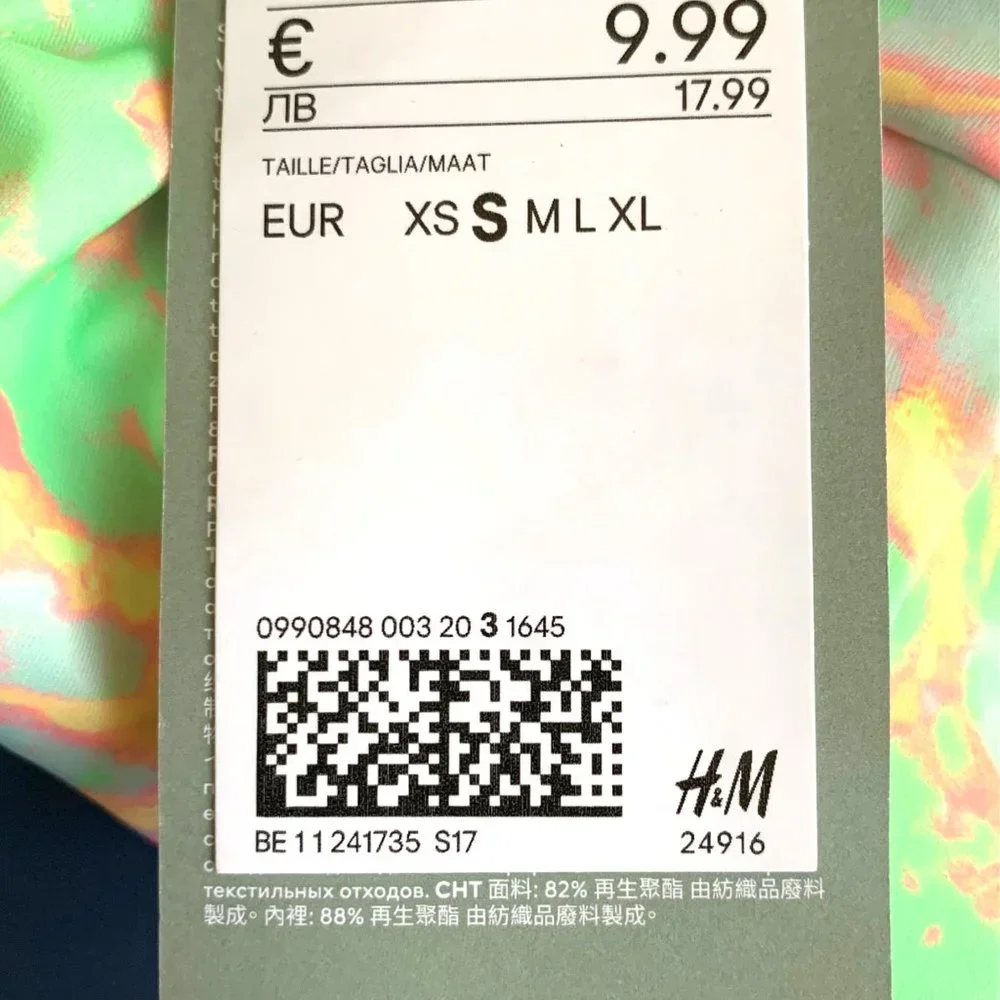 € 9.99
ЛВ 17.99
TAILLE/TAGLIA/MAAT
EUR XS S M L XL
0990848 003 20 3 1645
H&M
BE 11 241735 S17
24916
текстильных отходов. CHT 面料: 82% 再生聚酯 由紡織品廢料
製成。內裡: 88% 再生聚酯 由紡織品廢料製成。